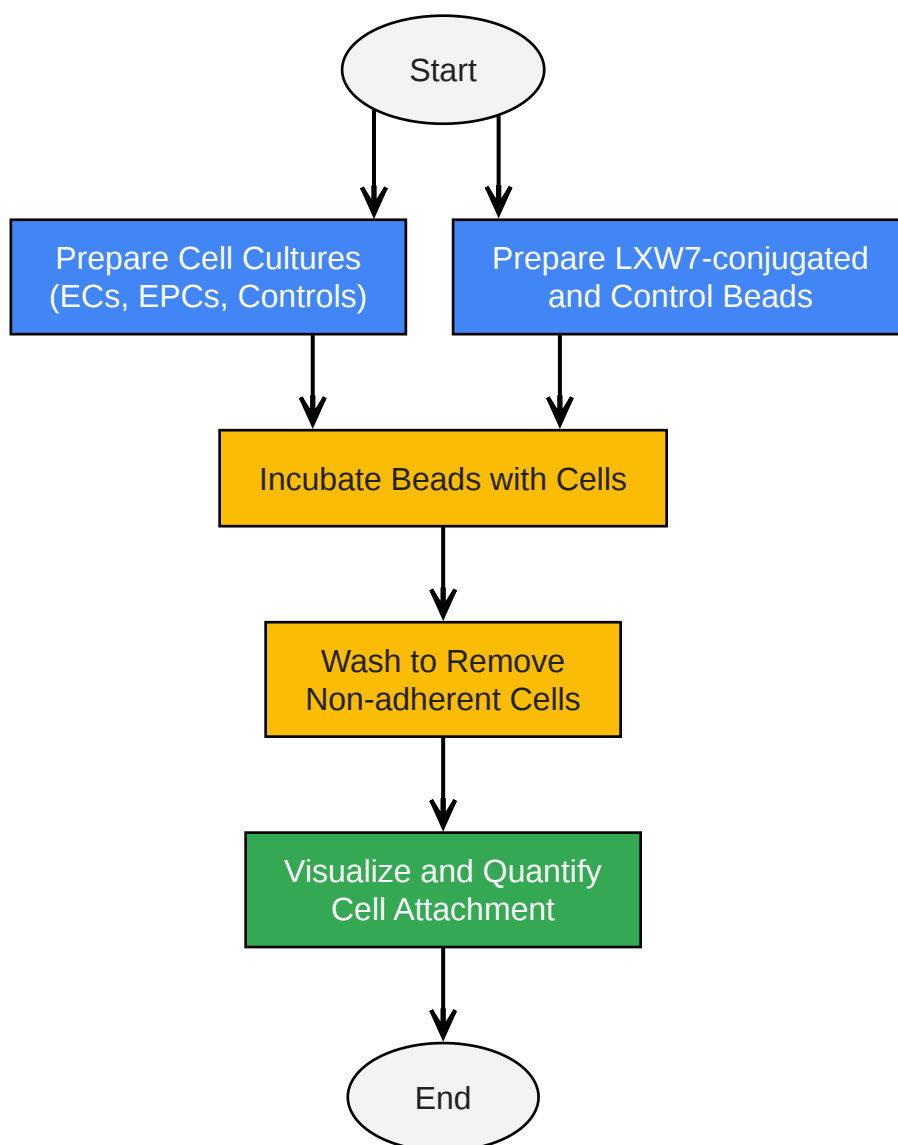 Start
Prepare Cell Cultures
(ECs, EPCs, Controls)
Prepare LXW7-conjugated
and Control Beads
Incubate Beads with Cells
Wash to Remove
Non-adherent Cells
Visualize and Quantify
Cell Attachment
End